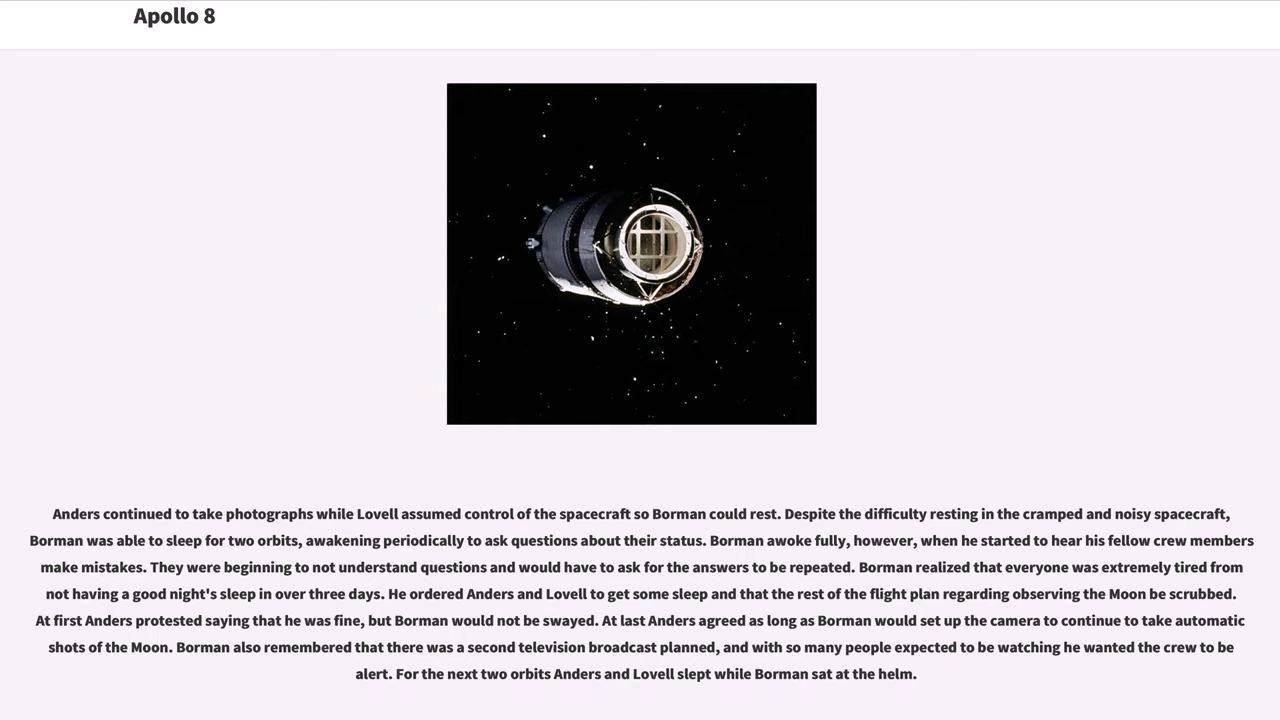 Apollo 8
Anders continued to take photographs while Lovell assumed control of the spacecraft so Borman could rest. Despite the difficulty resting in the cramped and noisy spacecraft,
Borman was able to sleep for two orbits, awakening periodically to ask questions about their status. Borman awoke fully, however, when he started to hear his fellow crew members
make mistakes. They were beginning to not understand questions and would have to ask for the answers to be repeated. Borman realized that everyone was extremely tired from
not having a good night's sleep in over three days. He ordered Anders and Lovell to get some sleep and that the rest of the flight plan regarding observing the Moon be scrubbed.
At first Anders protested saying that he was fine, but Borman would not be swayed. At last Anders agreed as long as Borman would set up the camera to continue to take automatic
shots of the Moon. Borman also remembered that there was a second television broadcast planned, and with so many people expected to be watching he wanted the crew to be
alert. For the next two orbits Anders and Lovell slept while Borman sat at the helm.